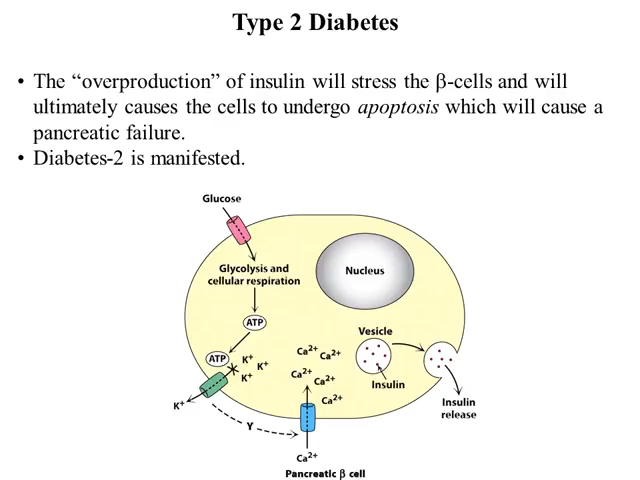 Type 2 Diabetes
• The “overproduction” of insulin will stress the β-cells and will
ultimately causes the cells to undergo apoptosis which will cause a
pancreatic failure.
• Diabetes-2 is manifested.
Glucose
Glycolysis and
cellular respiration
Nucleus
ATP
Vesicle
ATP
K⁺
K⁺
K⁺
K⁺
Ca²⁺
Ca²⁺
Ca²⁺
Ca²⁺
Ca²⁺
Insulin
Insulin
release
Y
Ca²⁺
Pancreatic β cell